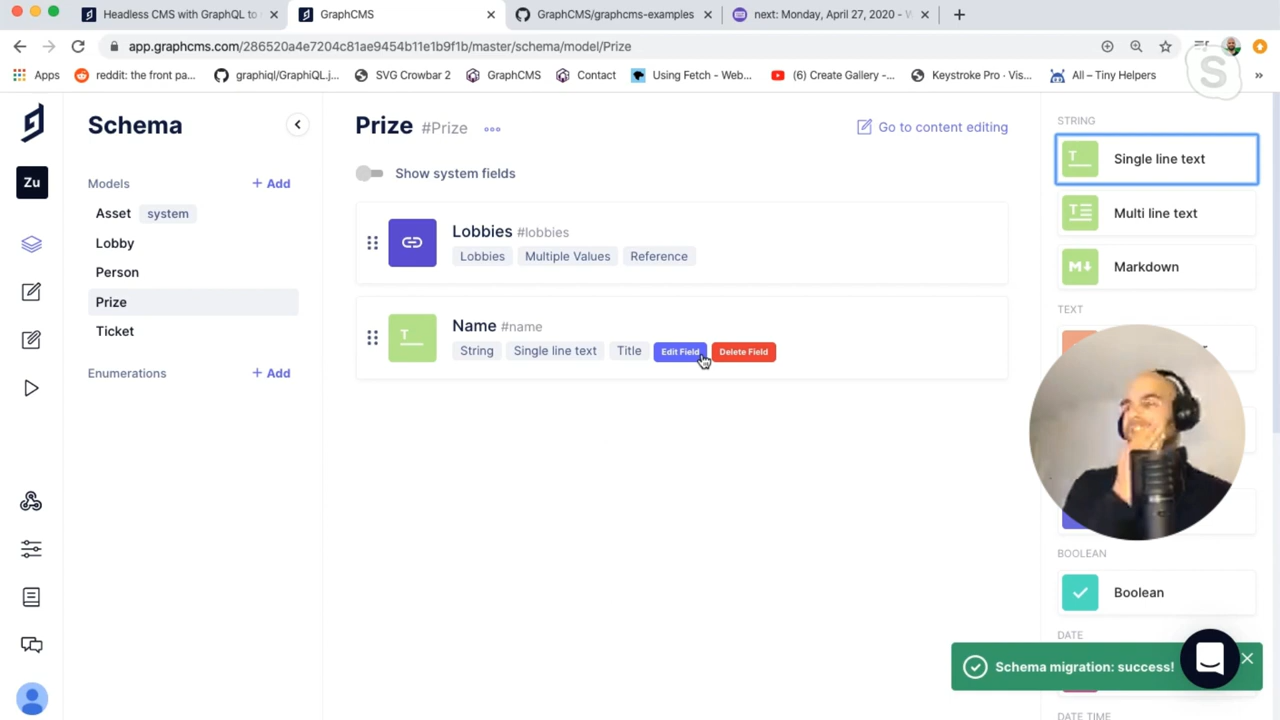 Headless CMS with GraphQL to
GraphCMS
GraphCMS/graphcms-examples
next: Monday, April 27, 2020 -
app.graphcms.com/286520a4e7204c81ae9454b11e1b9f1b/master/schema/model/Prize
Apps
reddit: the front pa...
graphiql/GraphiQL.j...
SVG Crowbar 2
GraphCMS
Contact
Using Fetch - Web...
(6) Create Gallery -...
Keystroke Pro · Vis...
All – Tiny Helpers
»
S
Schema
Prize #Prize
Go to content editing
STRING
Single line text
Zu
Models
+ Add
Show system fields
Asset system
Multi line text
Lobby
Lobbies #lobbies
Lobbies Multiple Values Reference
Person
Markdown
Prize
TEXT
Ticket
Name #name
String Single line text Title Edit Field Delete Field
Enumerations
+ Add
BOOLEAN
Boolean
DATE
Schema migration: success!
DATE TIME